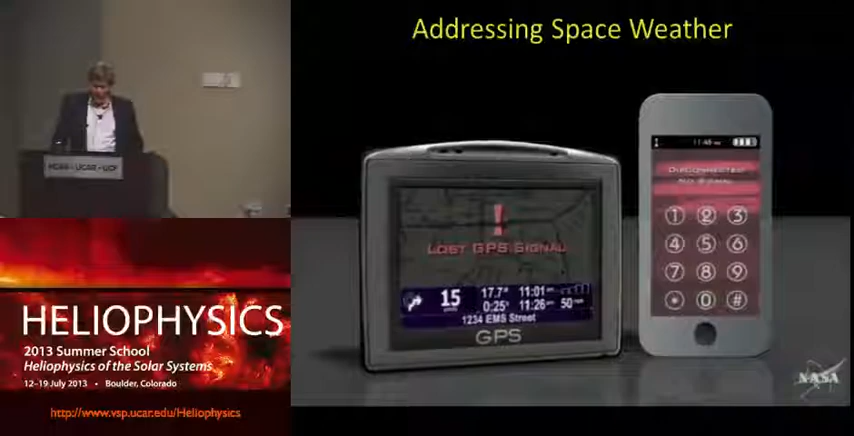 Addressing Space Weather
LOST GPS SIGNAL
15
17.7
11:01
0:25
11:26
50
1234 EMS Street
GPS
DISCONNECTED
1 2 3
4 5 6
7 8 9
* 0 #
NASA
HELIOPHYSICS
2013 Summer School
Heliophysics of the Solar Systems
12–19 July 2013 • Boulder, Colorado
http://www.vsp.ucar.edu/Heliophysics